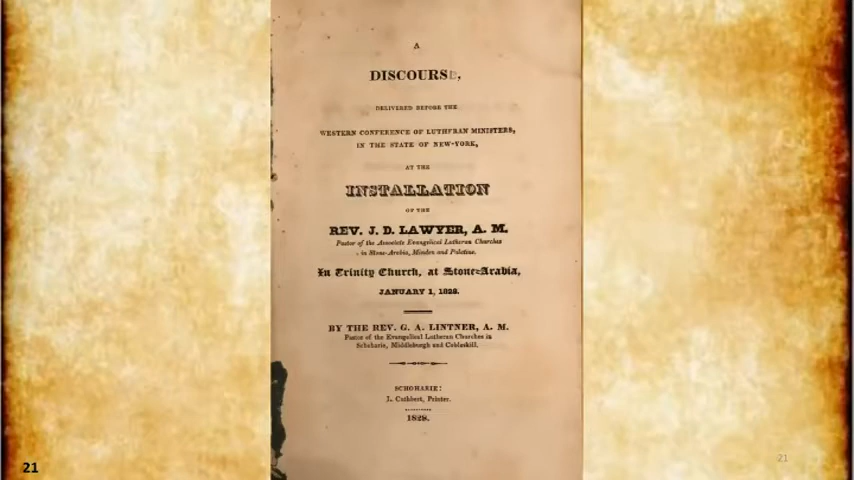 A
DISCOURSE,
DELIVERED BEFORE THE
WESTERN CONFERENCE OF LUTHERAN MINISTERS,
IN THE STATE OF NEW-YORK,
AT THE
INSTALLATION
OF THE
REV. J. D. LAWYER, A. M.
Pastor of the Associate Evangelical Lutheran Churches
in Stone-Arabia, Minden and Palatine.
In Trinity Church, at Stone-Arabia,
JANUARY 1, 1828.
BY THE REV. G. A. LINTNER, A. M.
Pastor of the Evangelical Lutheran Churches in
Schoharie, Middleburgh and Cobleskill.
SCHOHARIE:
L. Cuthbert, Printer.
1828.
21
21